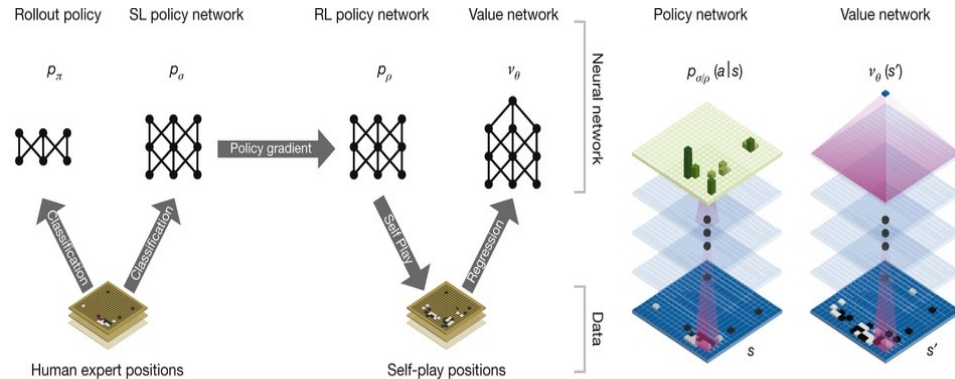 Rollout policy
SL policy network
RL policy network
Value network
Policy network
Value network
pπ
pσ
pρ
vθ
Neural network
pσ/ρ (a|s)
vθ (s′)
Policy gradient
Classification
Classification
Self Play
Regression
Data
Human expert positions
Self-play positions
s
s′